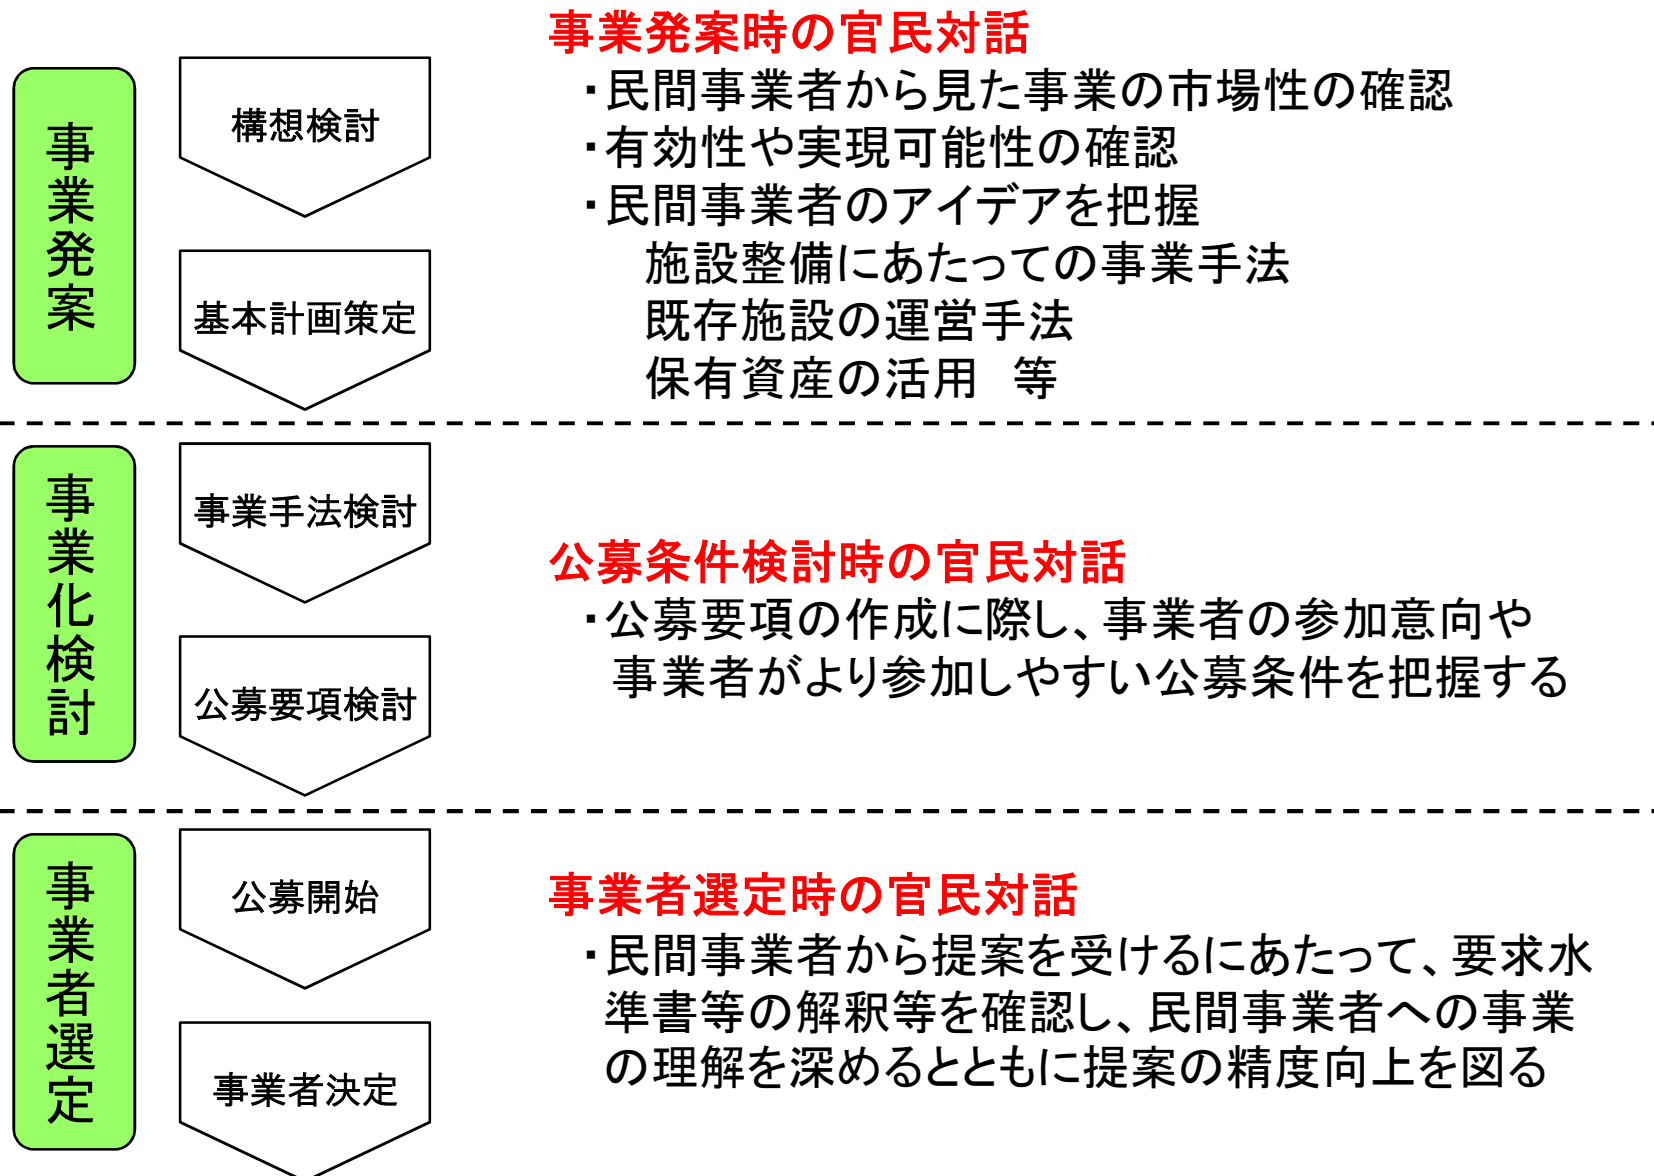 事業発案
構想検討
基本計画策定
事業発案時の官民対話
・民間事業者から見た事業の市場性の確認
・有効性や実現可能性の確認
・民間事業者のアイデアを把握
施設整備にあたっての事業手法
既存施設の運営手法
保有資産の活用　等
事業化検討
事業手法検討
公募要項検討
公募条件検討時の官民対話
・公募要項の作成に際し、事業者の参加意向や
事業者がより参加しやすい公募条件を把握する
事業者選定
公募開始
事業者決定
事業者選定時の官民対話
・民間事業者から提案を受けるにあたって、要求水
準書等の解釈等を確認し、民間事業者への事業
の理解を深めるとともに提案の精度向上を図る